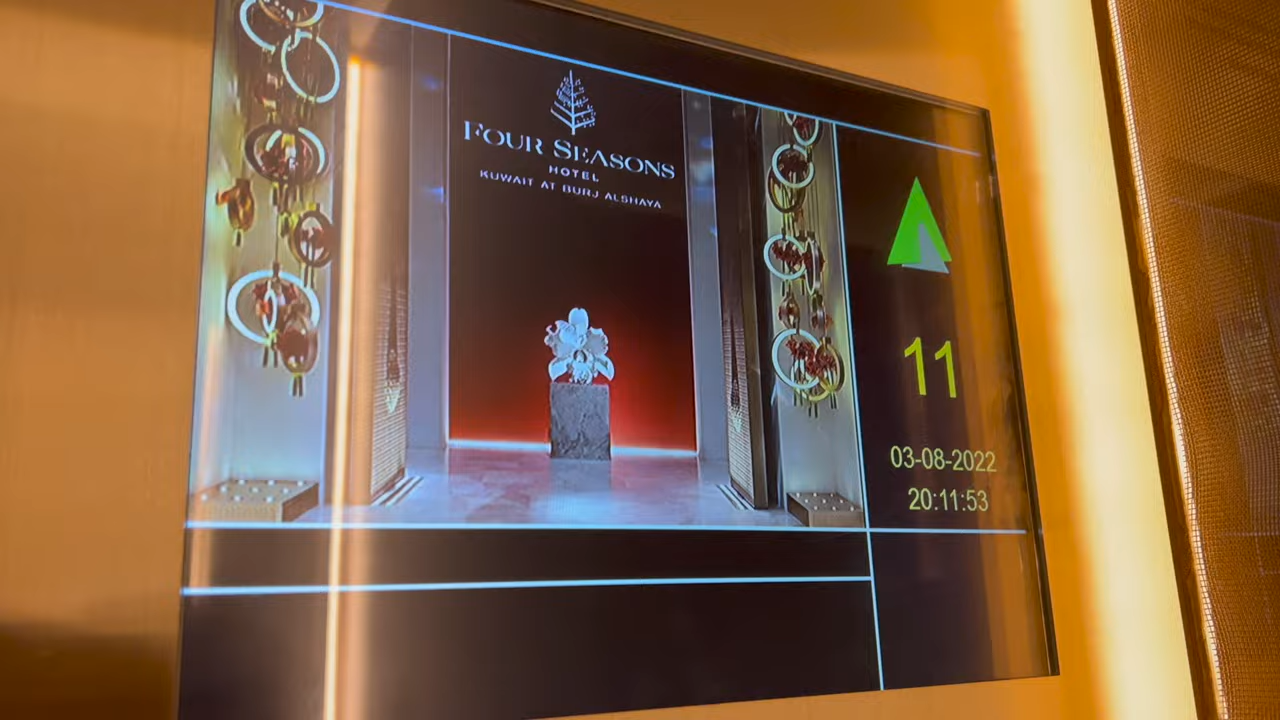 FOUR SEASONS
HOTEL
KUWAIT AT BURJ ALSHAYA
11
03-08-2022
20:11:53